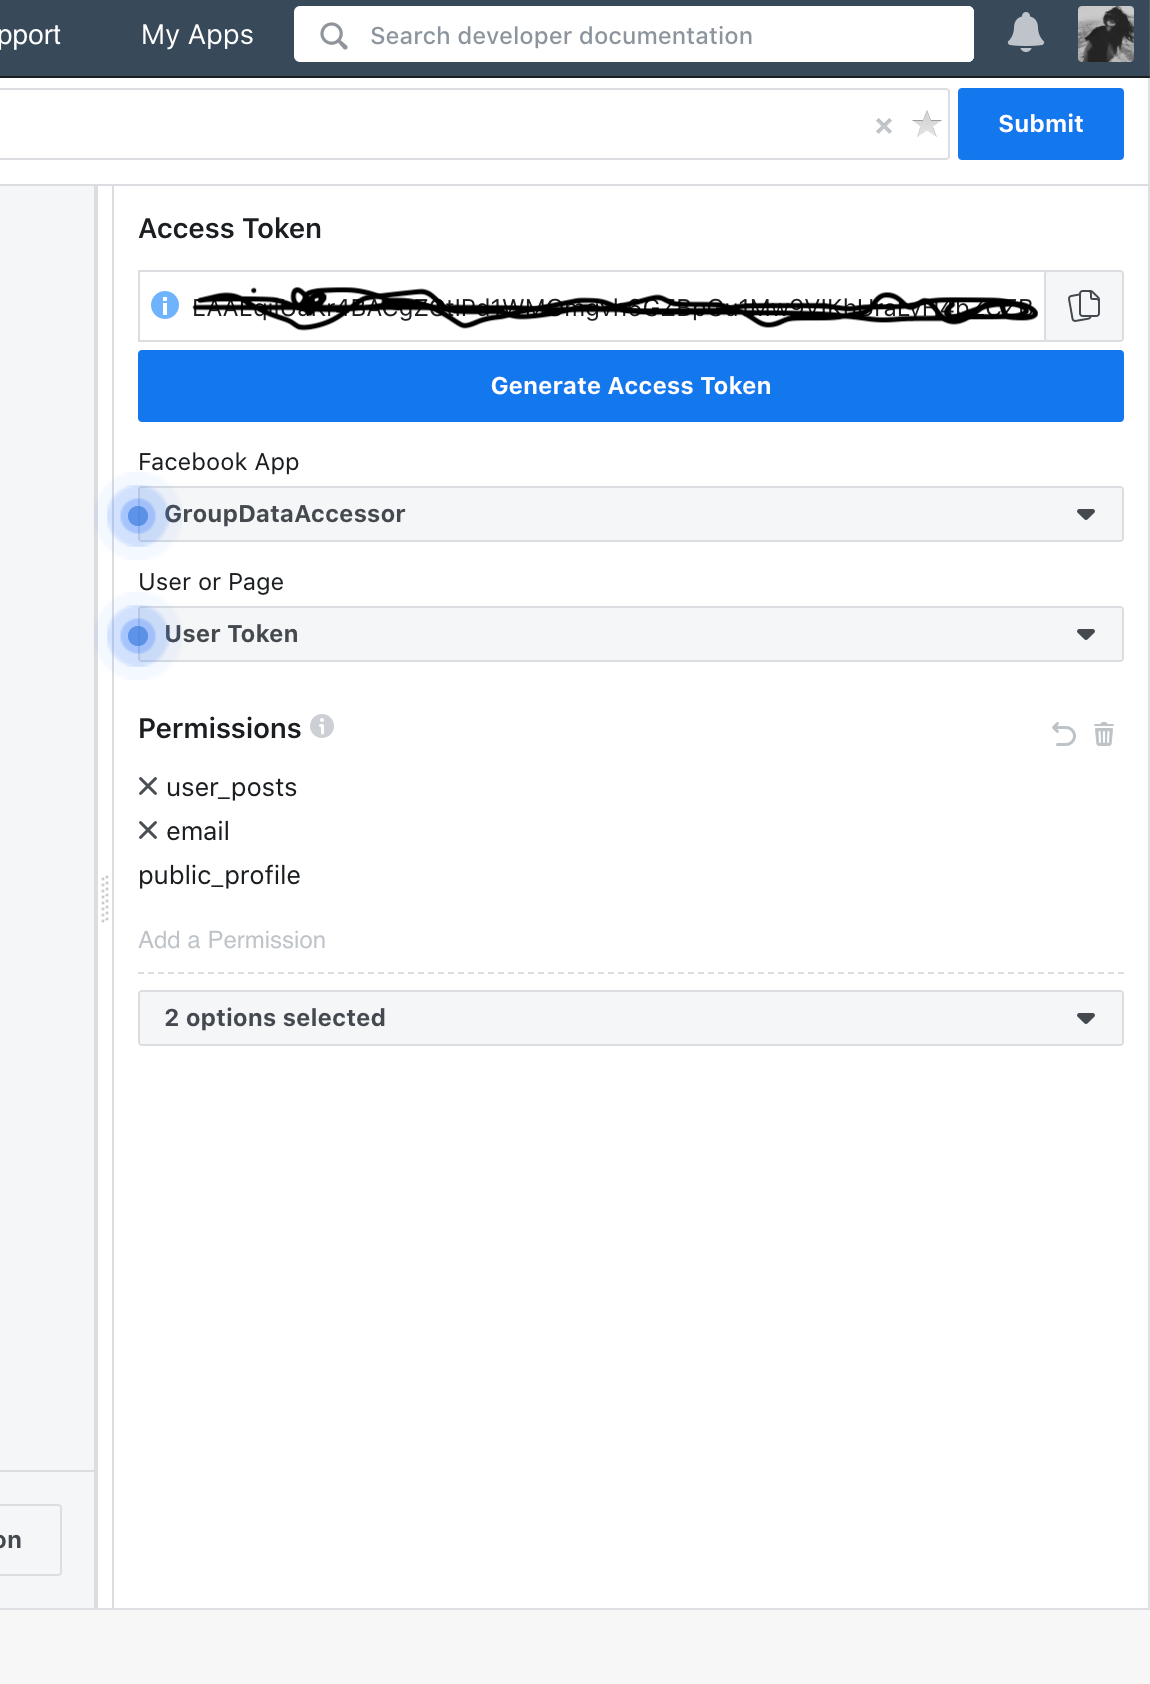 pport My Apps Search developer documentation
Submit
Access Token
Generate Access Token
Facebook App
GroupDataAccessor
User or Page
User Token
Permissions
user_posts
email
public_profile
Add a Permission
2 options selected
on